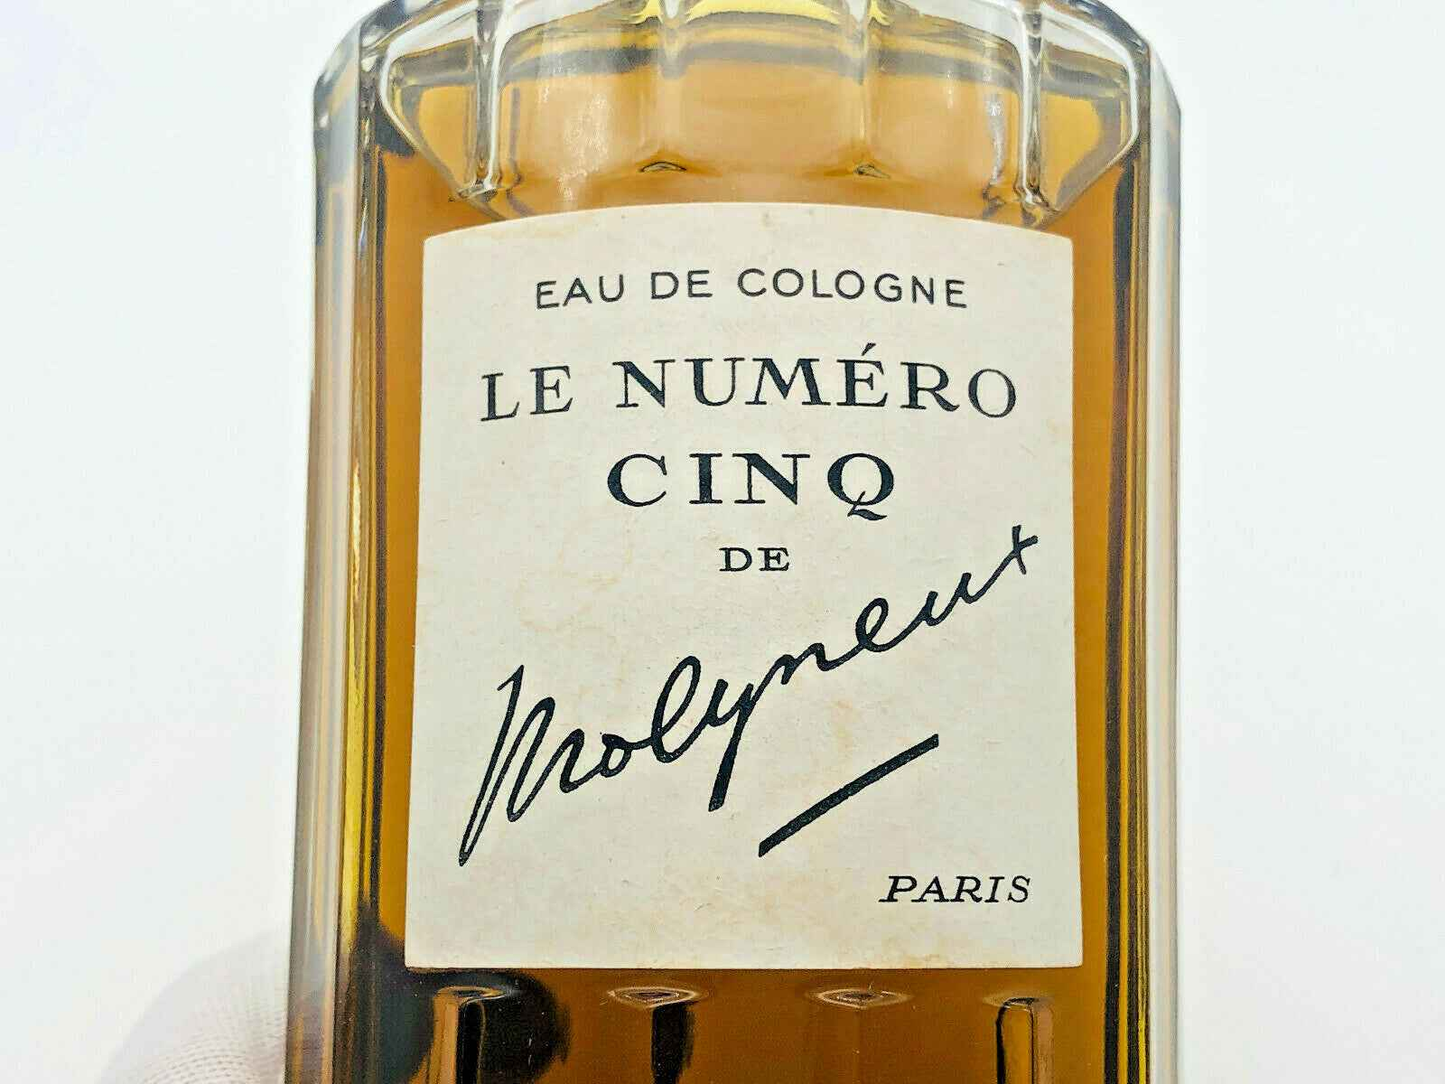 EAU DE COLOGNE
LE NUMÉRO
CINQ
DE
Molyneux
PARIS